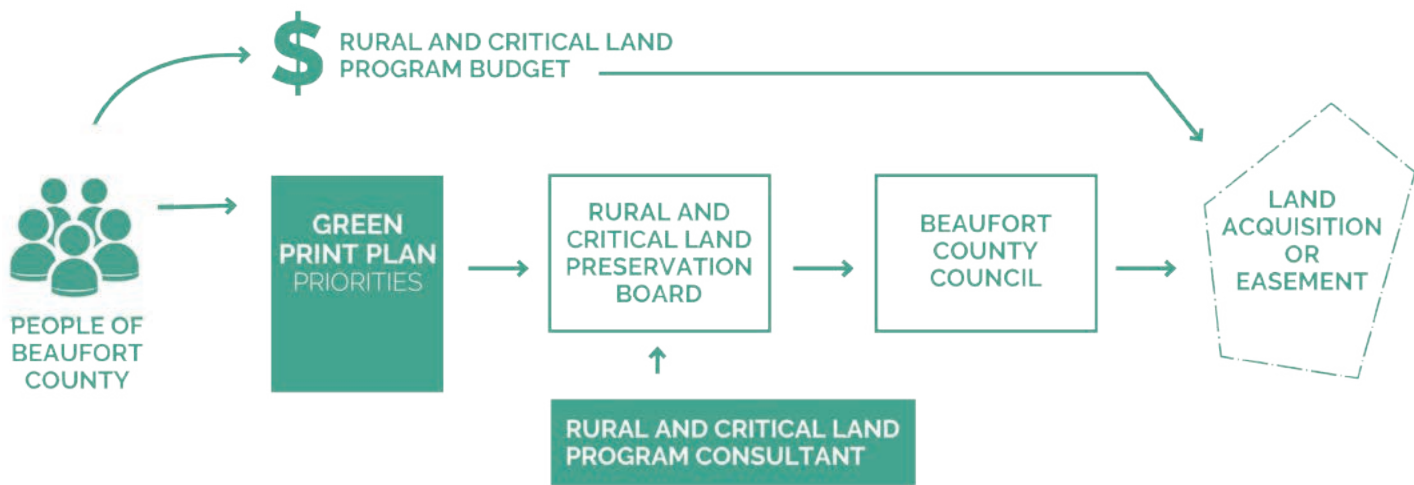 $
RURAL AND CRITICAL LAND
PROGRAM BUDGET
PEOPLE OF
BEAUFORT
COUNTY
GREEN
PRINT PLAN
PRIORITIES
RURAL AND
CRITICAL LAND
PRESERVATION
BOARD
BEAUFORT
COUNTY
COUNCIL
LAND
ACQUISITION
OR
EASEMENT
RURAL AND CRITICAL LAND
PROGRAM CONSULTANT